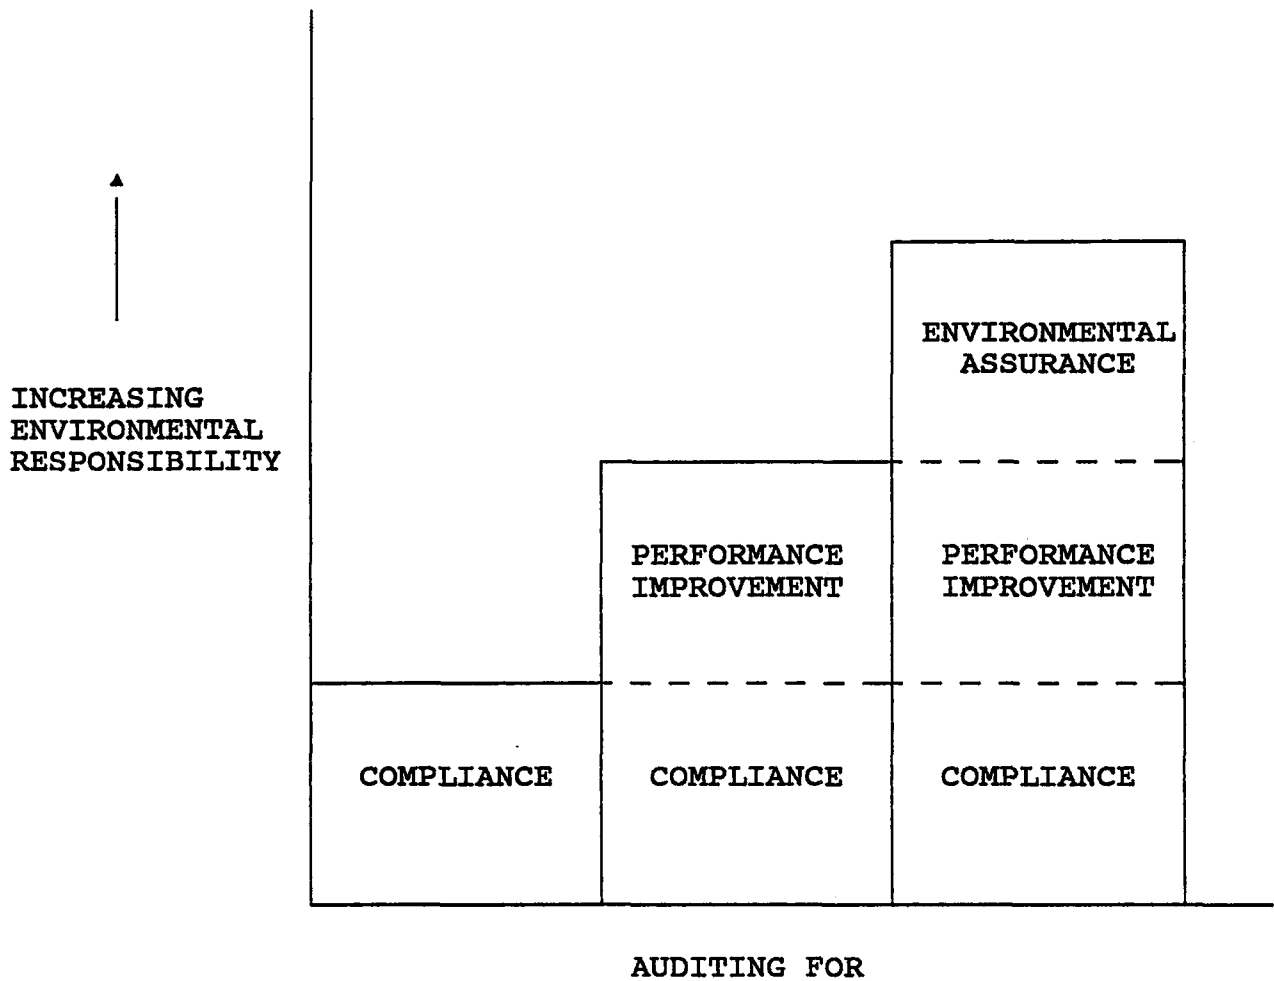 ENVIRONMENTAL
ASSURANCE
INCREASING
ENVIRONMENTAL
RESPONSIBILITY
PERFORMANCE
IMPROVEMENT
PERFORMANCE
IMPROVEMENT
COMPLIANCE
COMPLIANCE
COMPLIANCE
AUDITING FOR